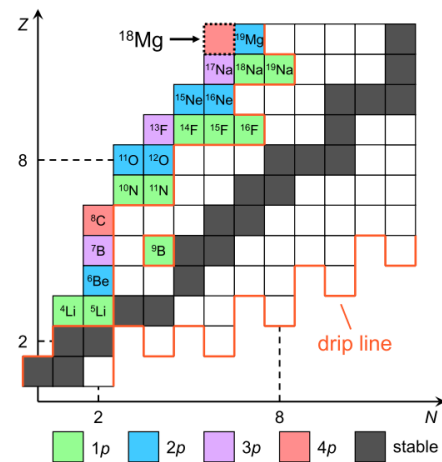 Z
¹⁸Mg
¹⁹Mg
¹⁷Na ¹⁸Na ¹⁹Na
¹⁵Ne ¹⁶Ne
¹³F ¹⁴F ¹⁵F ¹⁶F
8
¹¹O ¹²O
¹⁰N ¹¹N
⁸C
⁷B ⁹B
⁶Be
⁴Li ⁵Li
2
drip line
2 8 N
1p 2p 3p 4p stable